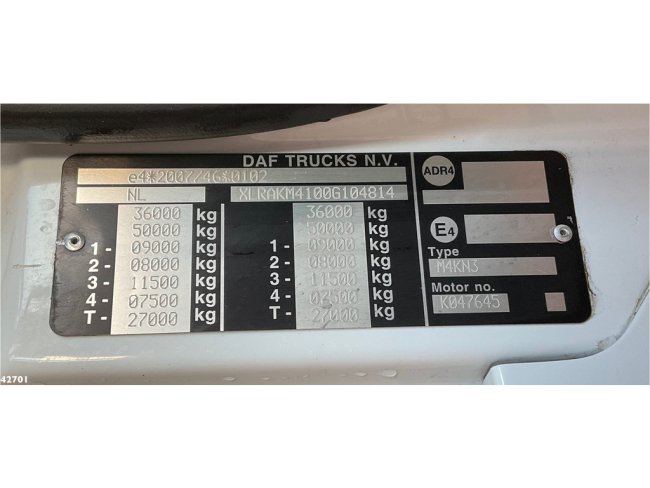 DAF TRUCKS N.V.
e4*2007/46*0102
NL XLRAKM4100G104814
36000 kg 36000 kg
50000 kg 50000 kg
1- 09000 kg 1- 09000 kg
2- 08000 kg 2- 08000 kg
3- 11500 kg 3- 11500 kg
4- 07500 kg 4- 07500 kg
T- 27000 kg T- 27000 kg
ADR4
E4
Type
M4KN3
Motor no.
K047645
42701